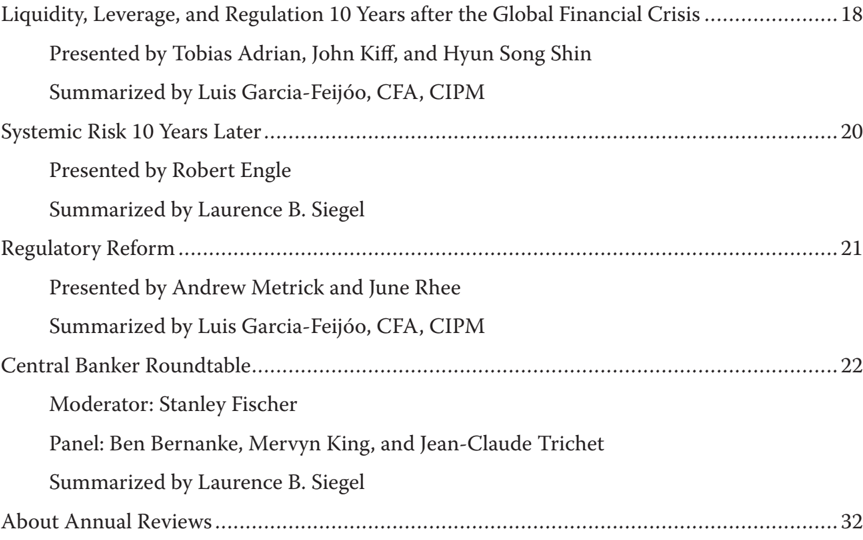 Liquidity, Leverage, and Regulation 10 Years after the Global Financial Crisis ..................... 18
Presented by Tobias Adrian, John Kiff, and Hyun Song Shin
Summarized by Luis Garcia-Feijóo, CFA, CIPM
Systemic Risk 10 Years Later ..................... 20
Presented by Robert Engle
Summarized by Laurence B. Siegel
Regulatory Reform ..................... 21
Presented by Andrew Metrick and June Rhee
Summarized by Luis Garcia-Feijóo, CFA, CIPM
Central Banker Roundtable ..................... 22
Moderator: Stanley Fischer
Panel: Ben Bernanke, Mervyn King, and Jean-Claude Trichet
Summarized by Laurence B. Siegel
About Annual Reviews ..................... 32